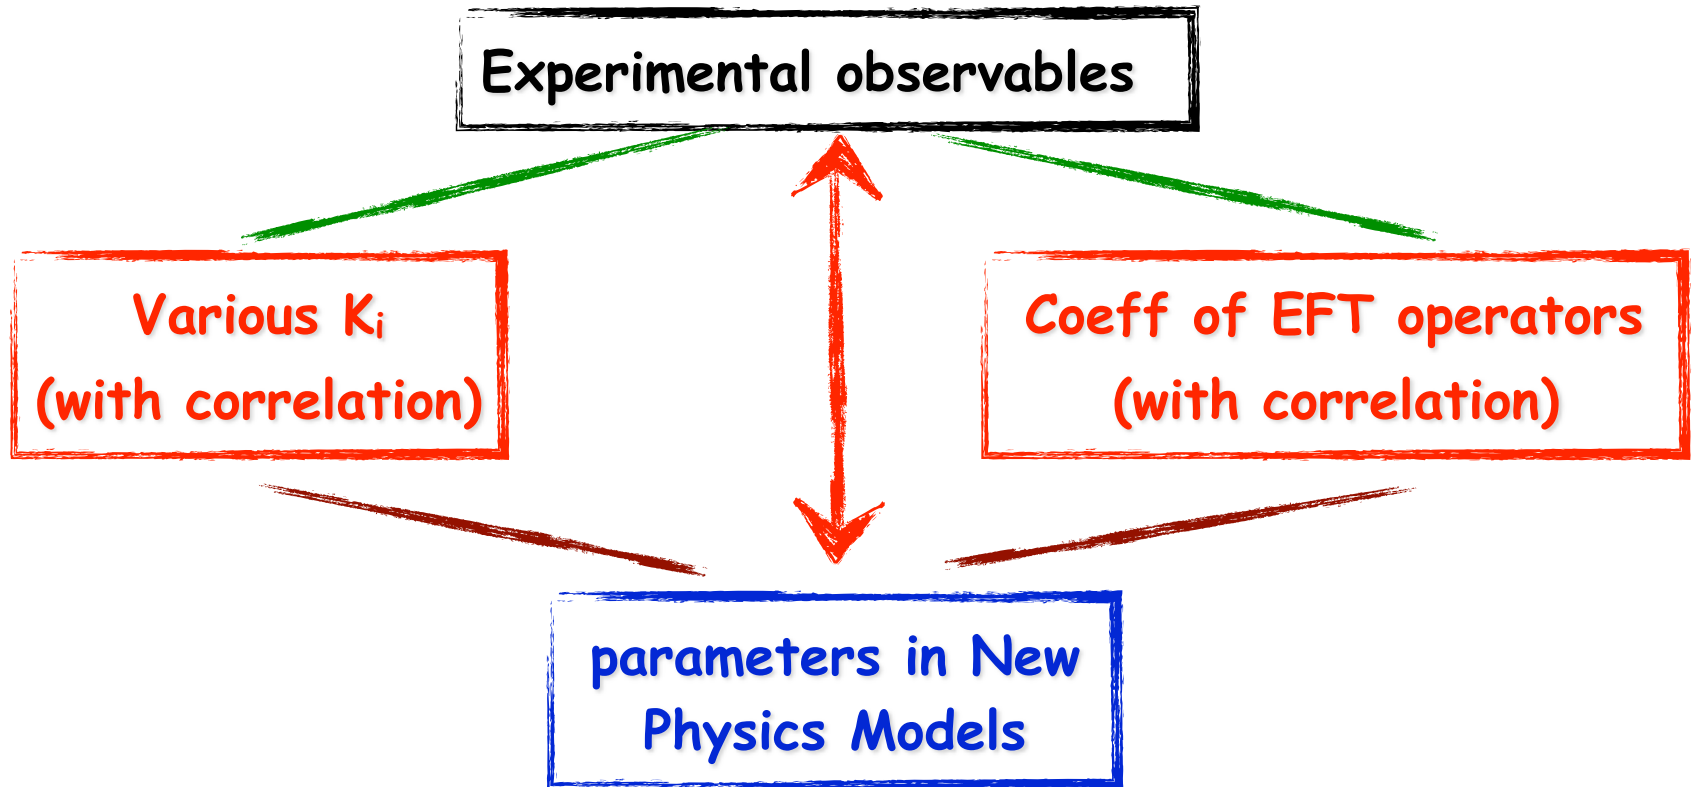 Experimental observables
Various Kᵢ
(with correlation)
Coeff of EFT operators
(with correlation)
parameters in New
Physics Models